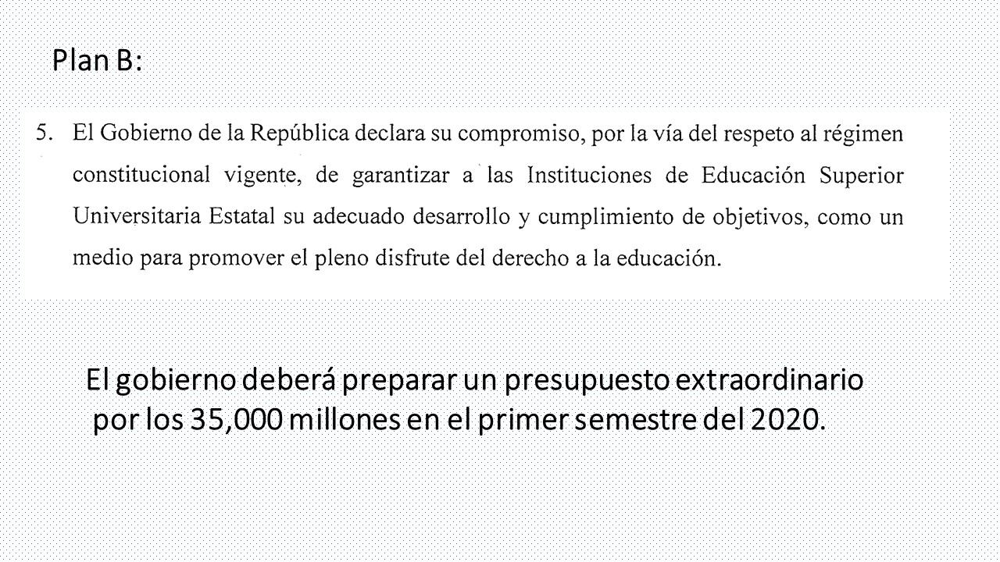 Plan B:
5. El Gobierno de la República declara su compromiso, por la vía del respeto al régimen
constitucional vigente, de garantizar a las Instituciones de Educación Superior
Universitaria Estatal su adecuado desarrollo y cumplimiento de objetivos, como un
medio para promover el pleno disfrute del derecho a la educación.
El gobierno deberá preparar un presupuesto extraordinario
por los 35,000 millones en el primer semestre del 2020.